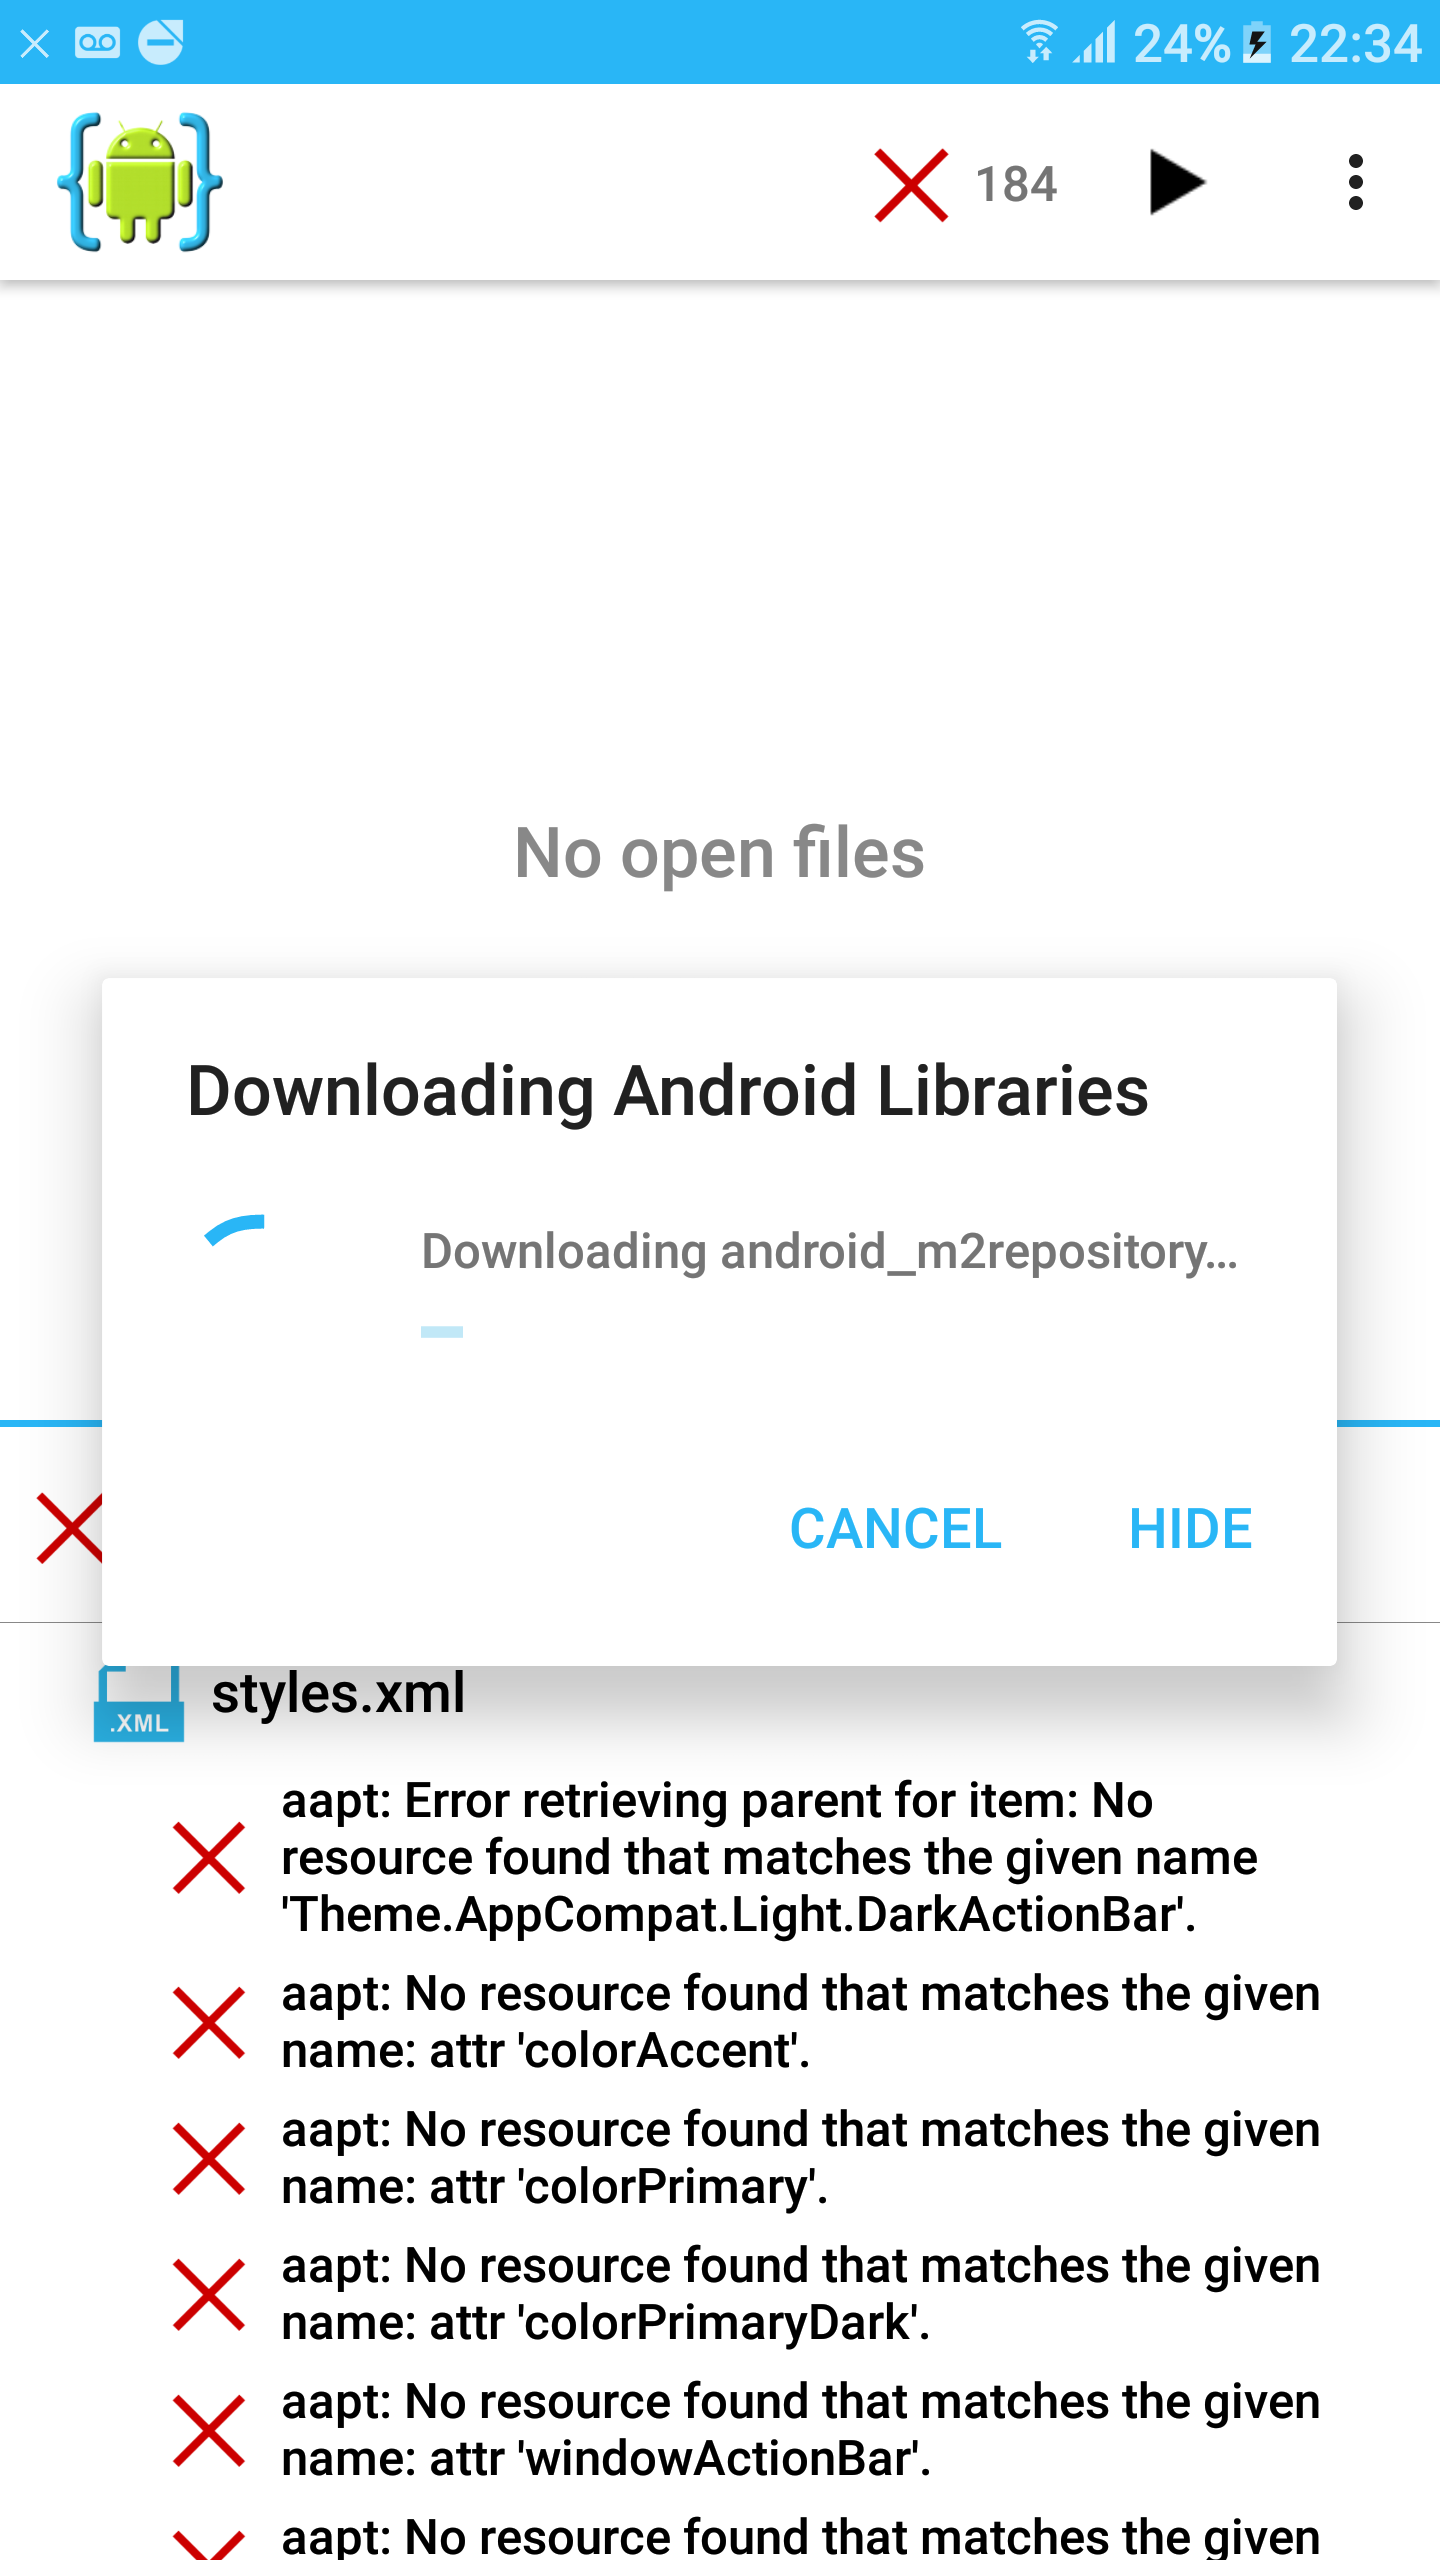 24% 22:34
184
No open files
Downloading Android Libraries
Downloading android_m2repository...
CANCEL HIDE
.XML styles.xml
aapt: Error retrieving parent for item: No
resource found that matches the given name
'Theme.AppCompat.Light.DarkActionBar'.
aapt: No resource found that matches the given
name: attr 'colorAccent'.
aapt: No resource found that matches the given
name: attr 'colorPrimary'.
aapt: No resource found that matches the given
name: attr 'colorPrimaryDark'.
aapt: No resource found that matches the given
name: attr 'windowActionBar'.
aapt: No resource found that matches the given